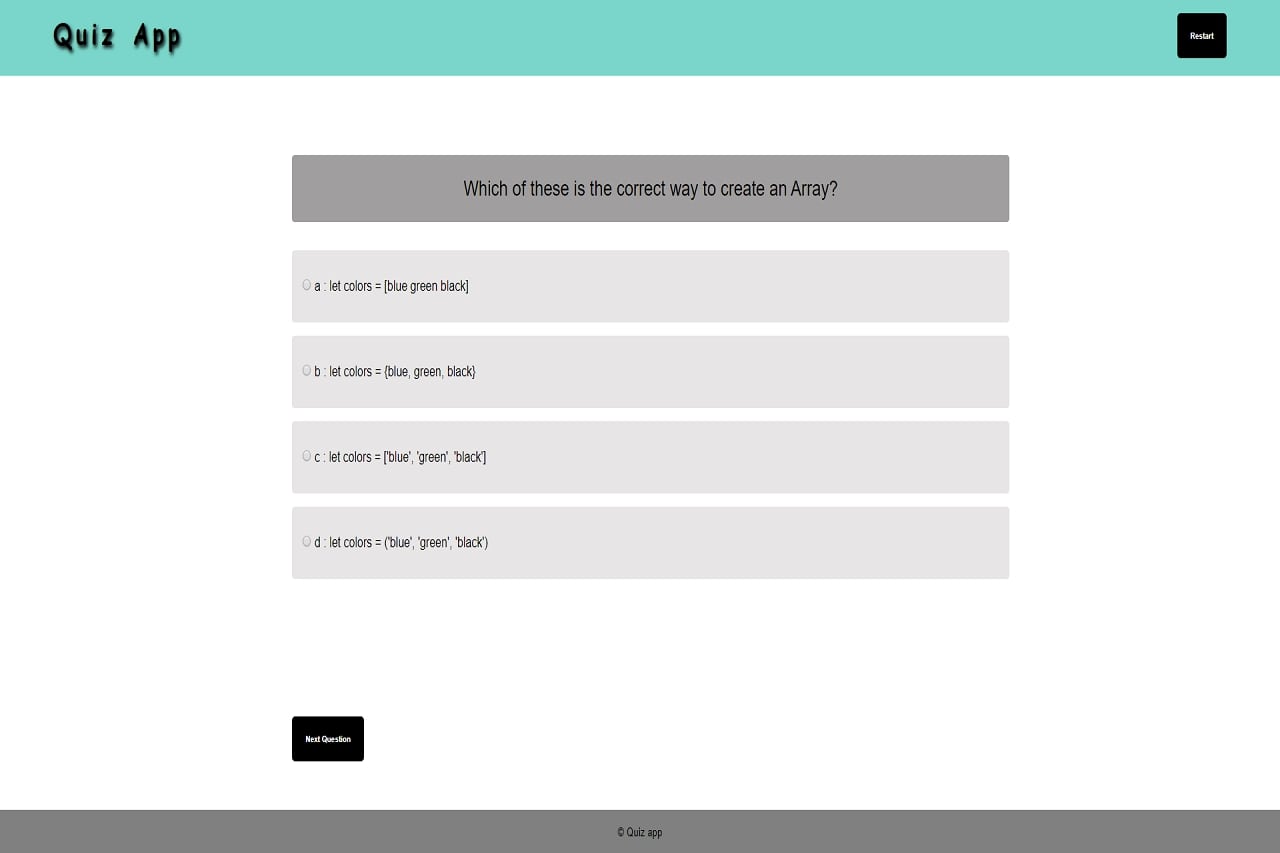 Quiz App
Restart
Which of these is the correct way to create an Array?
a : let colors = [blue green black]
b : let colors = {blue, green, black}
c : let colors = ['blue', 'green', 'black']
d : let colors = ('blue', 'green', 'black')
Next Question
© Quiz app